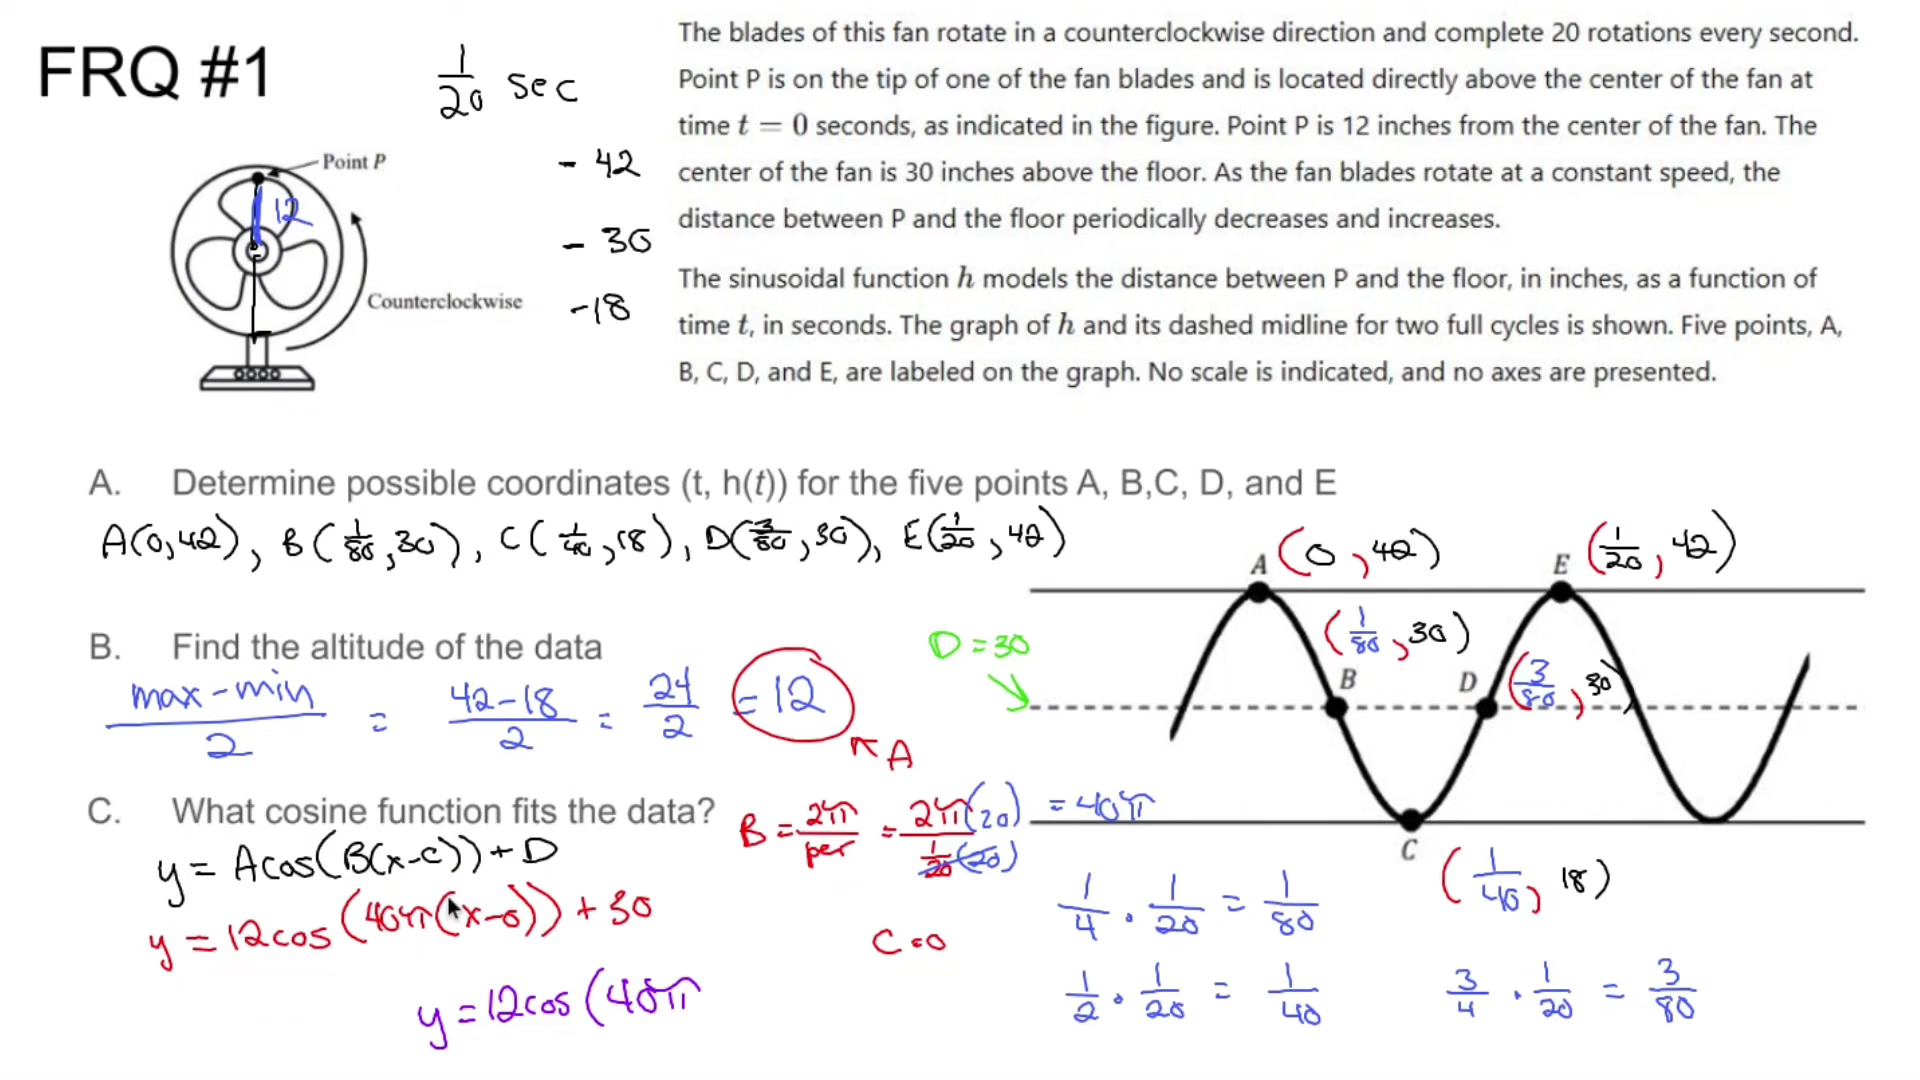 FRQ #1
1/20 sec
The blades of this fan rotate in a counterclockwise direction and complete 20 rotations every second.
Point P is on the tip of one of the fan blades and is located directly above the center of the fan at
time t = 0 seconds, as indicated in the figure. Point P is 12 inches from the center of the fan. The
center of the fan is 30 inches above the floor. As the fan blades rotate at a constant speed, the
distance between P and the floor periodically decreases and increases.
The sinusoidal function h models the distance between P and the floor, in inches, as a function of
time t, in seconds. The graph of h and its dashed midline for two full cycles is shown. Five points, A,
B, C, D, and E, are labeled on the graph. No scale is indicated, and no axes are presented.
Point P
12
Counterclockwise
- 42
- 30
-18
A. Determine possible coordinates (t, h(t)) for the five points A, B,C, D, and E
A(0,42), B(1/80,30), C(1/40,18), D(3/80,30), E(1/20,42)
B. Find the altitude of the data
max-min/2 = 42-18/2 = 24/2 = 12
A
D=30
A (0,42)
E (1/20,42)
B (1/80,30)
D (3/80,30)
C (1/40,18)
C. What cosine function fits the data?
B = 2π/per = 2π(20)/1/20(20) = 40π
y = Acos(B(x-c))+D
y = 12cos(40π(x-0))+30
C=0
y=12cos(40π
1/4 · 1/20 = 1/80
1/2 · 1/20 = 1/40
3/4 · 1/20 = 3/80